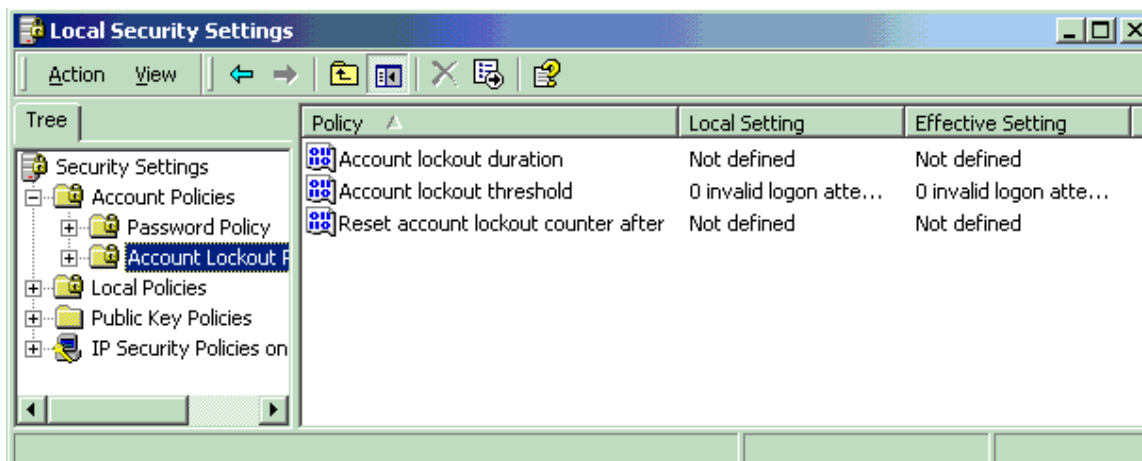 Local Security Settings
Action View
Tree
Policy Local Setting Effective Setting
Security Settings
Account Policies
Password Policy
Account Lockout P
Local Policies
Public Key Policies
IP Security Policies on
Account lockout duration Not defined Not defined
Account lockout threshold 0 invalid logon atte... 0 invalid logon atte...
Reset account lockout counter after Not defined Not defined